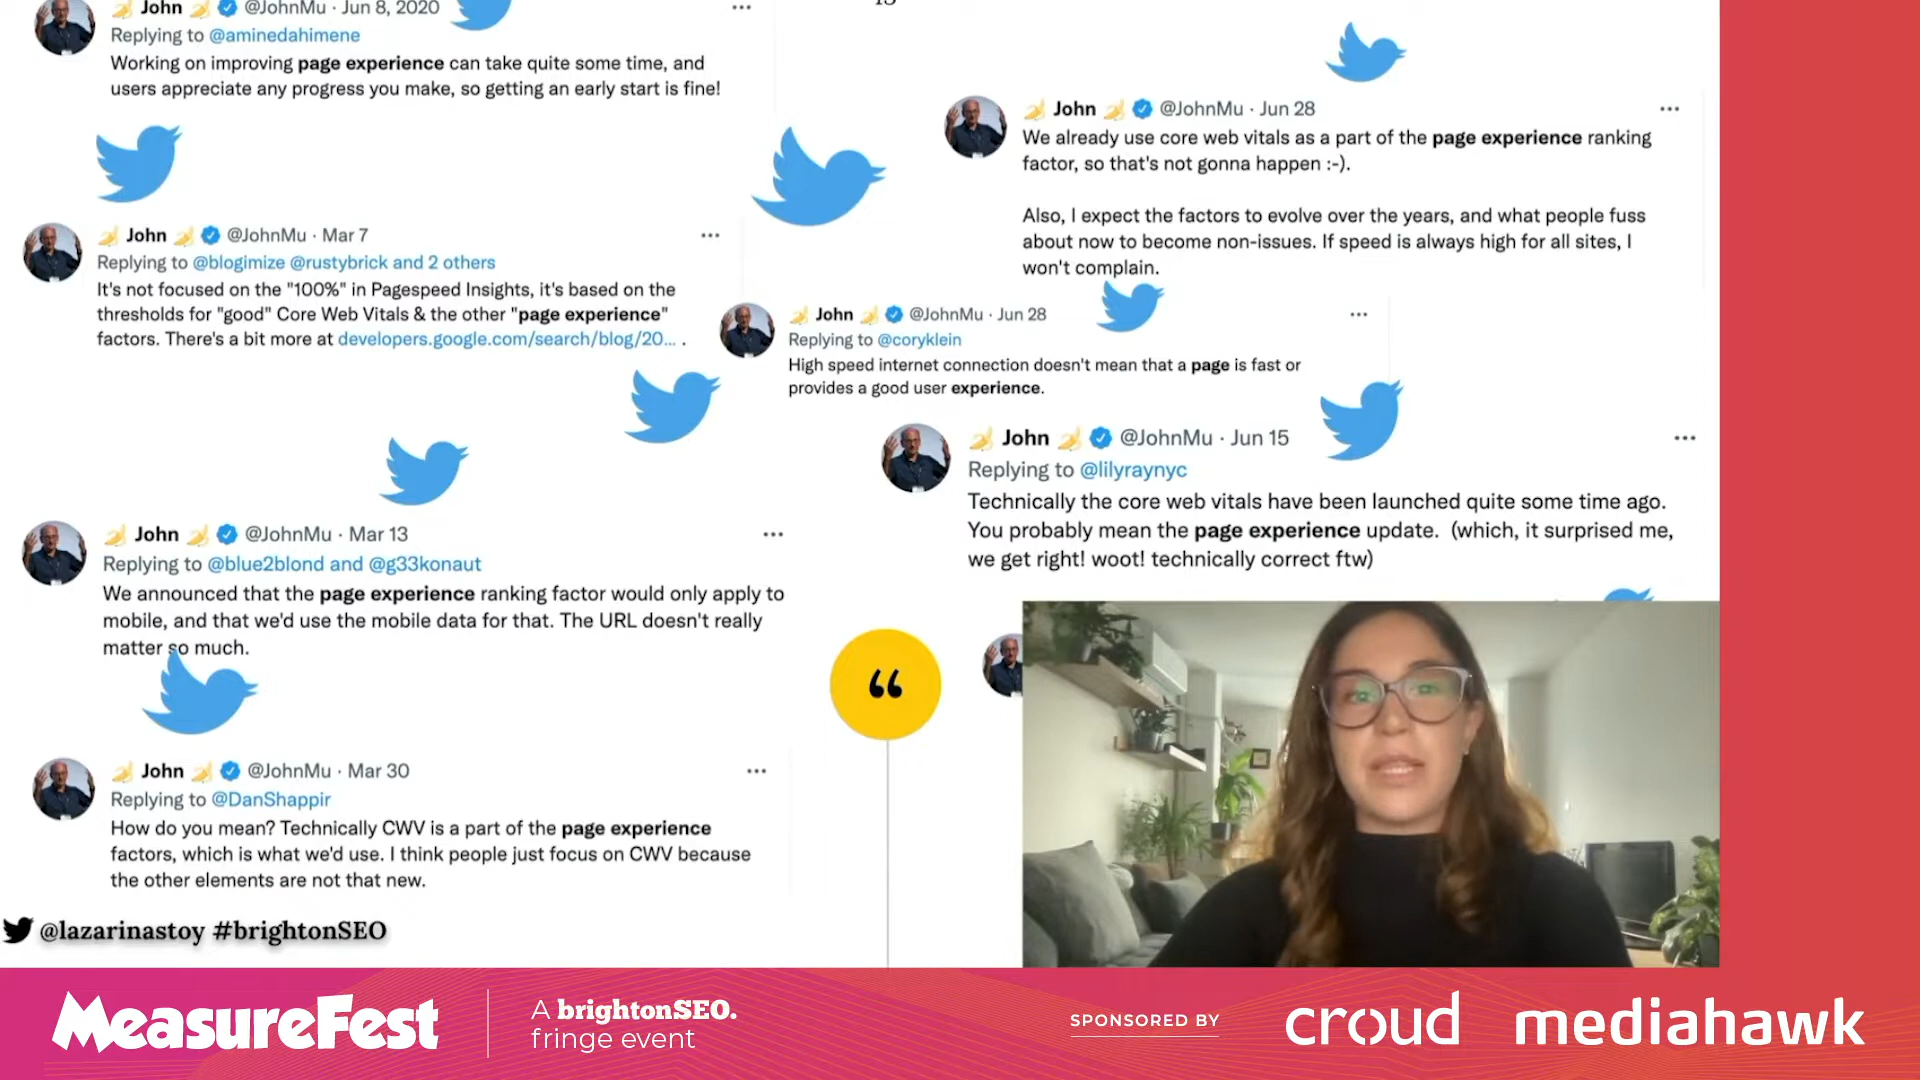 John @JohnMu · Jun 8, 2020
Replying to @aminedahimene
Working on improving page experience can take quite some time, and
users appreciate any progress you make, so getting an early start is fine!
John @JohnMu · Mar 7
Replying to @blogimize @rustybrick and 2 others
It's not focused on the "100%" in Pagespeed Insights, it's based on the
thresholds for "good" Core Web Vitals & the other "page experience"
factors. There's a bit more at developers.google.com/search/blog/20... .
John @JohnMu · Mar 13
Replying to @blue2blond and @g33konaut
We announced that the page experience ranking factor would only apply to
mobile, and that we'd use the mobile data for that. The URL doesn't really
matter so much.
John @JohnMu · Mar 30
Replying to @DanShappir
How do you mean? Technically CWV is a part of the page experience
factors, which is what we'd use. I think people just focus on CWV because
the other elements are not that new.
John @JohnMu · Jun 28
We already use core web vitals as a part of the page experience ranking
factor, so that's not gonna happen :-).
Also, I expect the factors to evolve over the years, and what people fuss
about now to become non-issues. If speed is always high for all sites, I
won't complain.
John @JohnMu · Jun 28
Replying to @coryklein
High speed internet connection doesn't mean that a page is fast or
provides a good user experience.
John @JohnMu · Jun 15
Replying to @lilyraynyc
Technically the core web vitals have been launched quite some time ago.
You probably mean the page experience update. (which, it surprised me,
we get right! woot! technically correct ftw)
“
@lazarinastoy #brightonSEO
MeasureFest
A brightonSEO.
fringe event
SPONSORED BY
croud
mediahawk